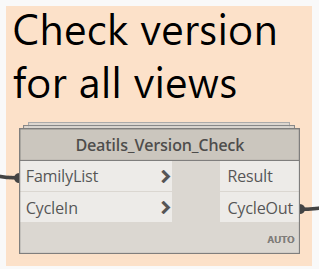 Check version
for all views
Deatils_Version_Check
FamilyList > Result
CycleIn > CycleOut
AUTO